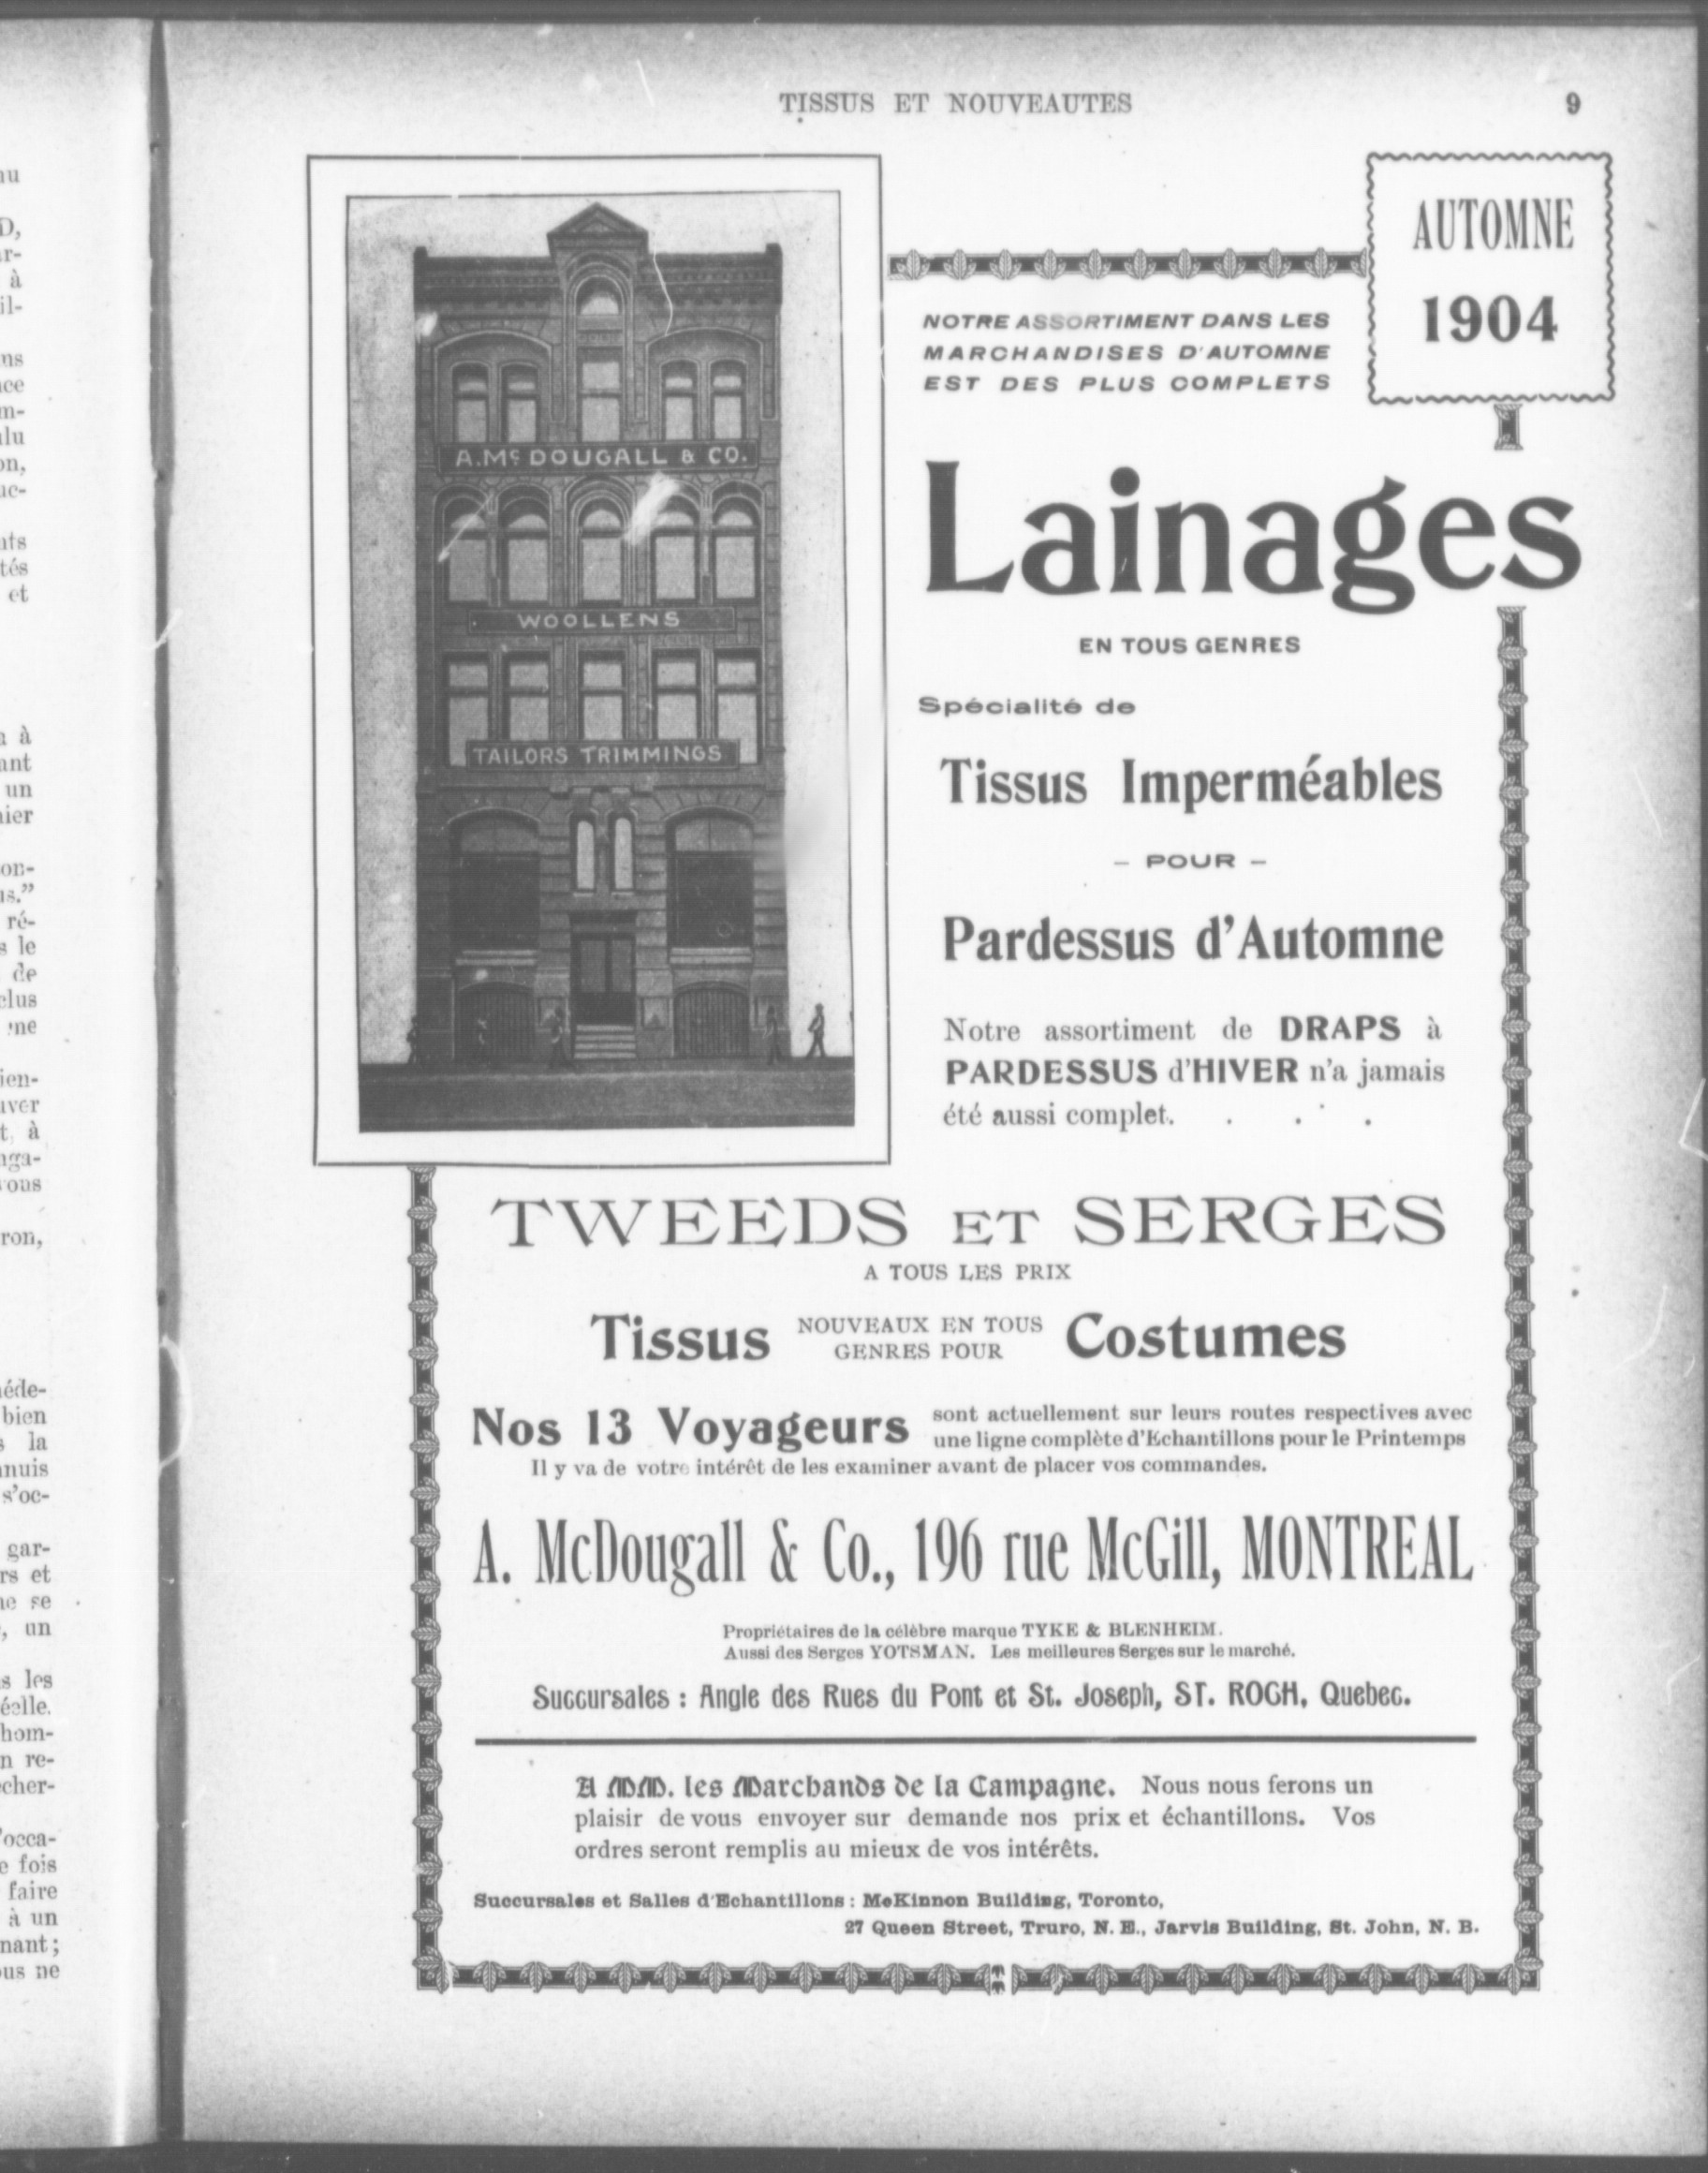 TISSUS ET NOUVEAUTES
9
AUTOMNE
1904
NOTRE ASSORTIMENT DANS LES
MARCHANDISES D'AUTOMNE
EST DES PLUS COMPLETS
A. Mc DOUGALL & CO.
WOOLLENS
TAILORS TRIMMINGS
Lainages
EN TOUS GENRES
Spécialité de
Tissus Imperméables
- POUR -
Pardessus d'Automne
Notre assortiment de DRAPS à
PARDESSUS d'HIVER n'a jamais
été aussi complet. . . .
TWEEDS ET SERGES
A TOUS LES PRIX
Tissus NOUVEAUX EN TOUS
GENRES POUR Costumes
Nos 13 Voyageurs sont actuellement sur leurs routes respectives avec
une ligne complète d'Echantillons pour le Printemps
Il y va de votre intérêt de les examiner avant de placer vos commandes.
A. McDougall & Co., 196 rue McGill, MONTREAL
Propriétaires de la célèbre marque TYKE & BLENHEIM.
Aussi des Serges YOTSMAN. Les meilleures Serges sur le marché.
Succursales : Angle des Rues du Pont et St. Joseph, ST. ROCH, Quebec.
A MM. les Marchands de la Campagne. Nous nous ferons un
plaisir de vous envoyer sur demande nos prix et échantillons. Vos
ordres seront remplis au mieux de vos intérêts.
Succursales et Salles d'Echantillons : McKinnon Building, Toronto,
27 Queen Street, Truro, N. E., Jarvis Building, St. John, N. B.